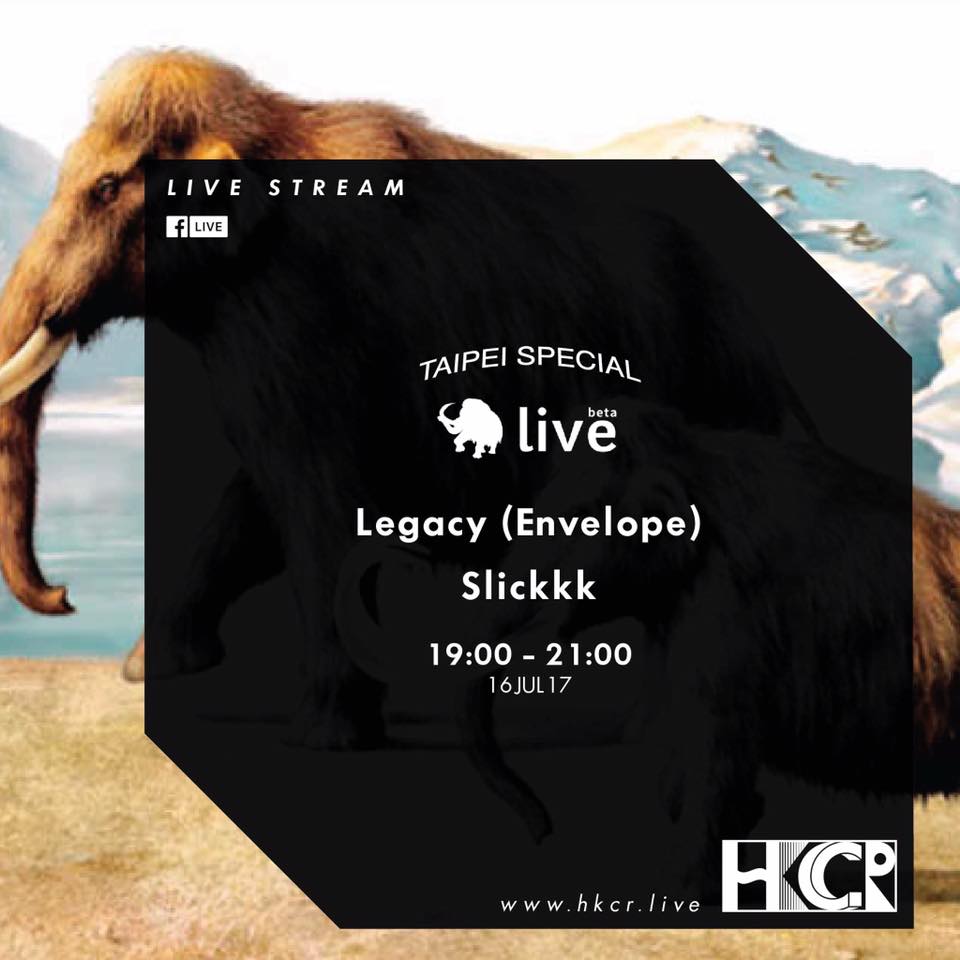 LIVE STREAM
f LIVE
TAIPEI SPECIAL
live beta
Legacy (Envelope)
Slickkk
19:00 – 21:00
16JUL17
www.hkcr.live
HKCR